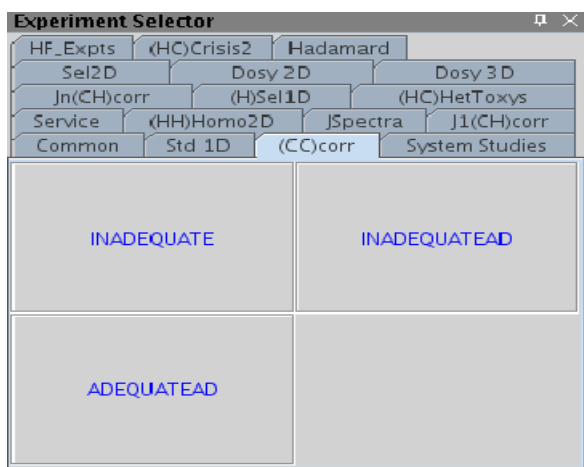 Experiment Selector
HF_Expts (HC)Crisis2 Hadamard
Sel2D Dosy 2D Dosy 3D
Jn(CH)corr (H)Sel1D (HC)HetToxys
Service (HH)Homo2D JSpectra J1(CH)corr
Common Std 1D (CC)corr System Studies
INADEQUATE INADEQUATEAD
ADEQUATEAD